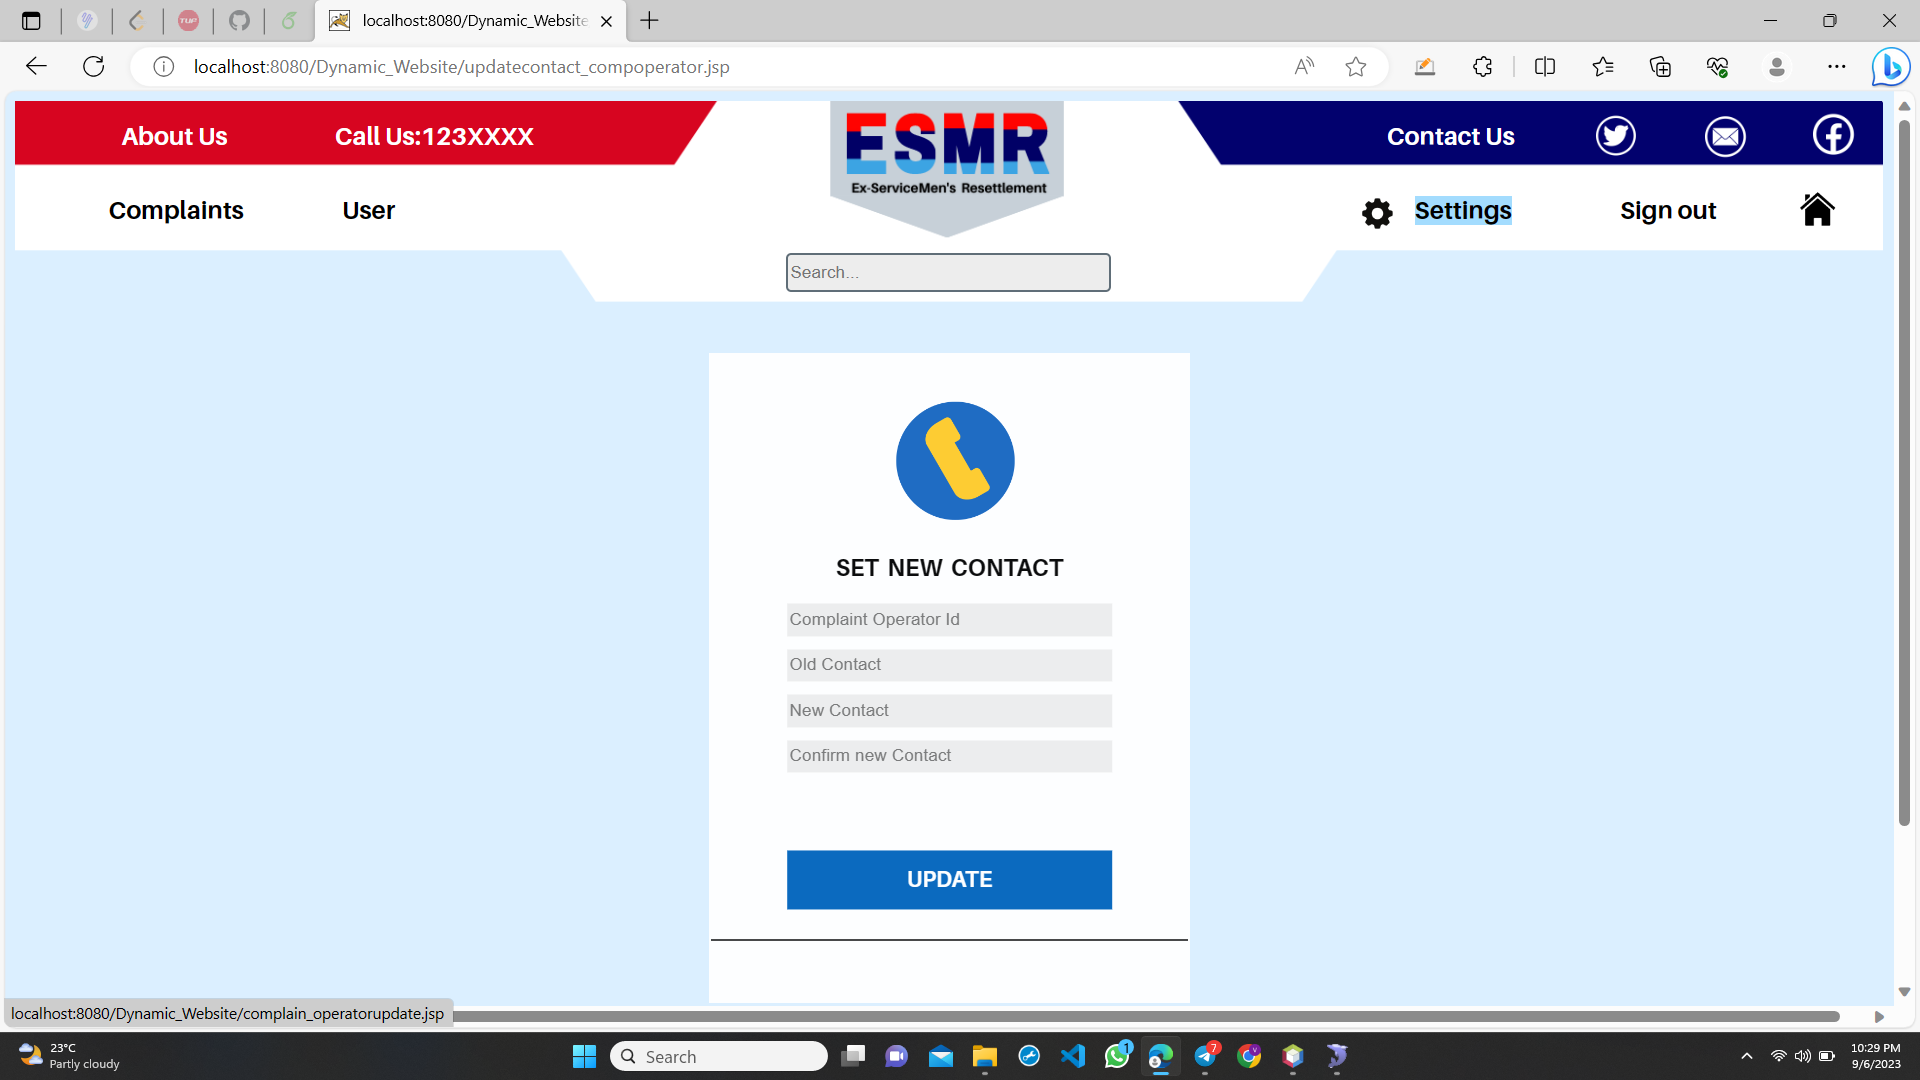 localhost:8080/Dynamic_Website
localhost:8080/Dynamic_Website/updatecontact_compoperator.jsp
About Us
Call Us:123XXXX
ESMR
Ex-ServiceMen's Resettlement
Contact Us
Complaints
User
Settings
Sign out
Search...
SET NEW CONTACT
Complaint Operator Id
Old Contact
New Contact
Confirm new Contact
UPDATE
localhost:8080/Dynamic_Website/complain_operatorupdate.jsp
23°C
Partly cloudy
Search
1
7
10:29 PM
9/6/2023